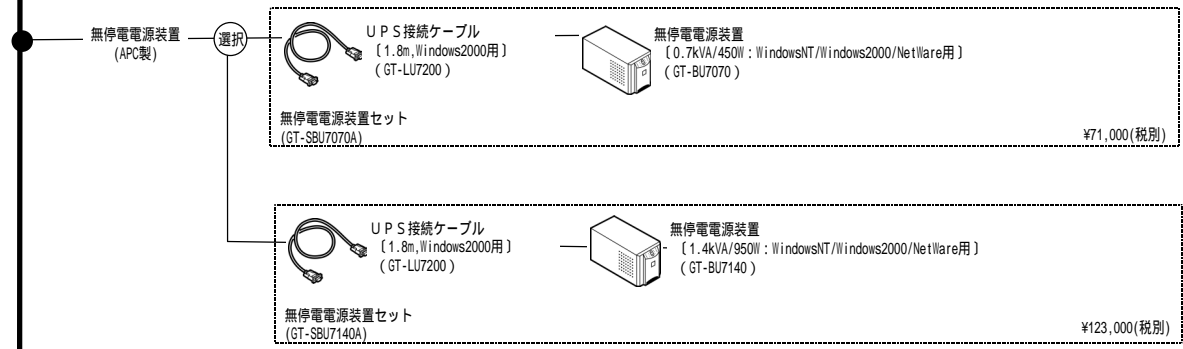 無停電電源装置
(APC製)
選択
UPS接続ケーブル
〔1.8m,Windows2000用〕
(GT-LU7200)
無停電電源装置
〔0.7kVA/450W:WindowsNT/Windows2000/NetWare用〕
(GT-BU7070)
無停電電源装置セット
(GT-SBU7070A)
¥71,000(税別)
UPS接続ケーブル
〔1.8m,Windows2000用〕
(GT-LU7200)
無停電電源装置
〔1.4kVA/950W:WindowsNT/Windows2000/NetWare用〕
(GT-BU7140)
無停電電源装置セット
(GT-SBU7140A)
¥123,000(税別)